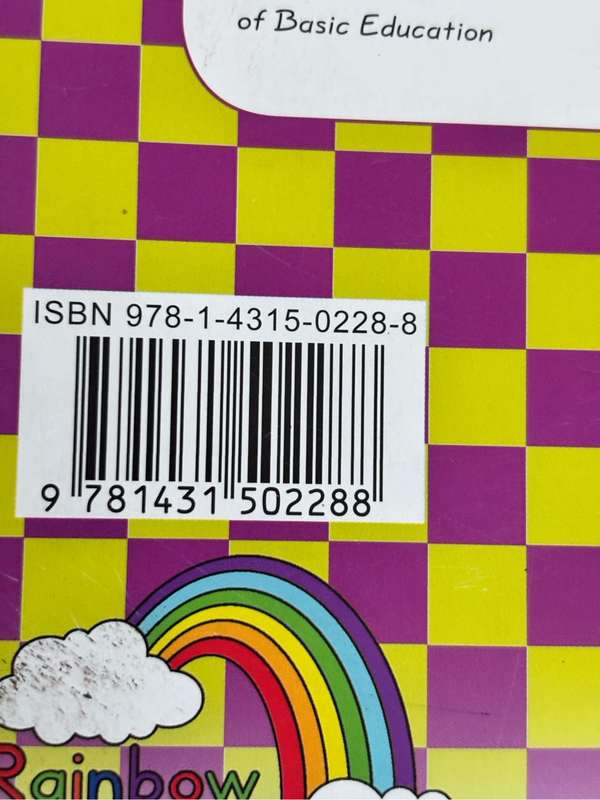 of Basic Education
ISBN 978-1-4315-0228-8
9 781431 502288
Rainbow